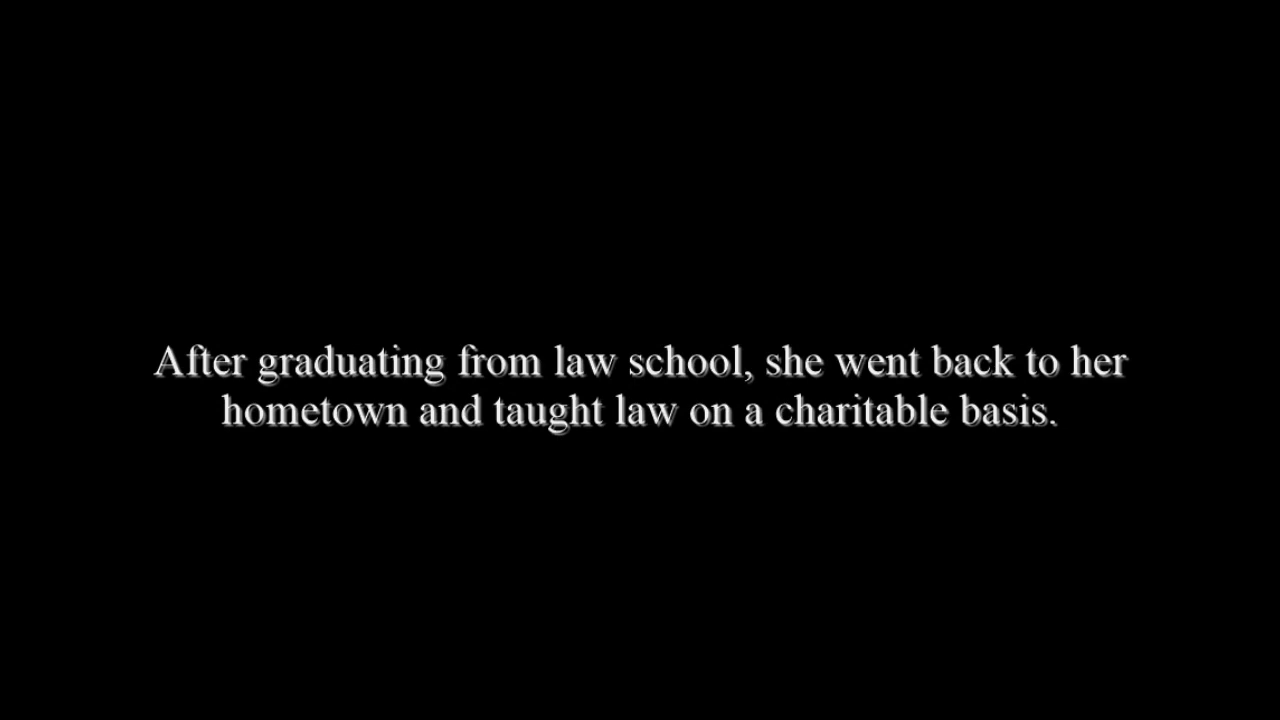 After graduating from law school, she went back to her
hometown and taught law on a charitable basis.